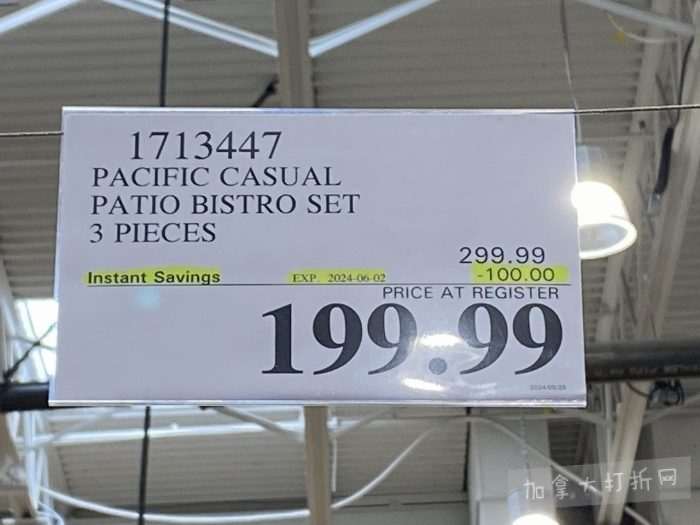 1713447
PACIFIC CASUAL
PATIO BISTRO SET
3 PIECES
299.99
Instant Savings EXP. 2024-06-02 -100.00
PRICE AT REGISTER
199.99
加拿大打折网